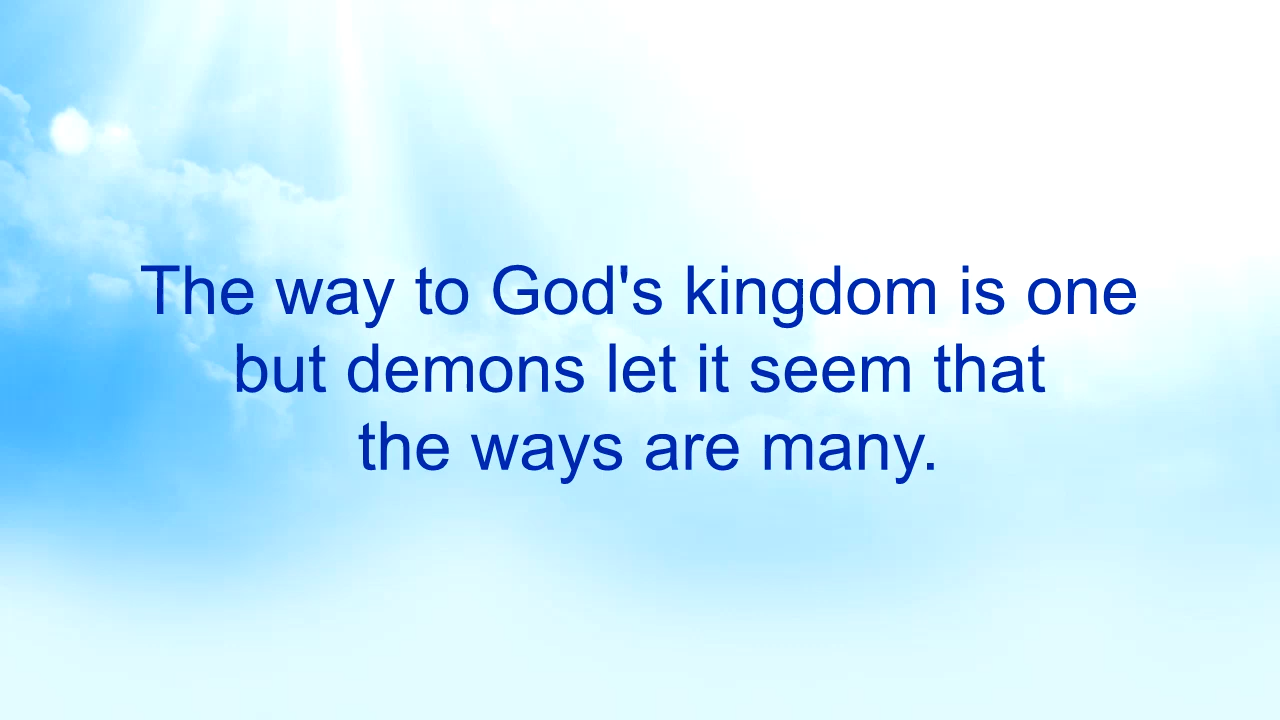 The way to God's kingdom is one
but demons let it seem that
the ways are many.